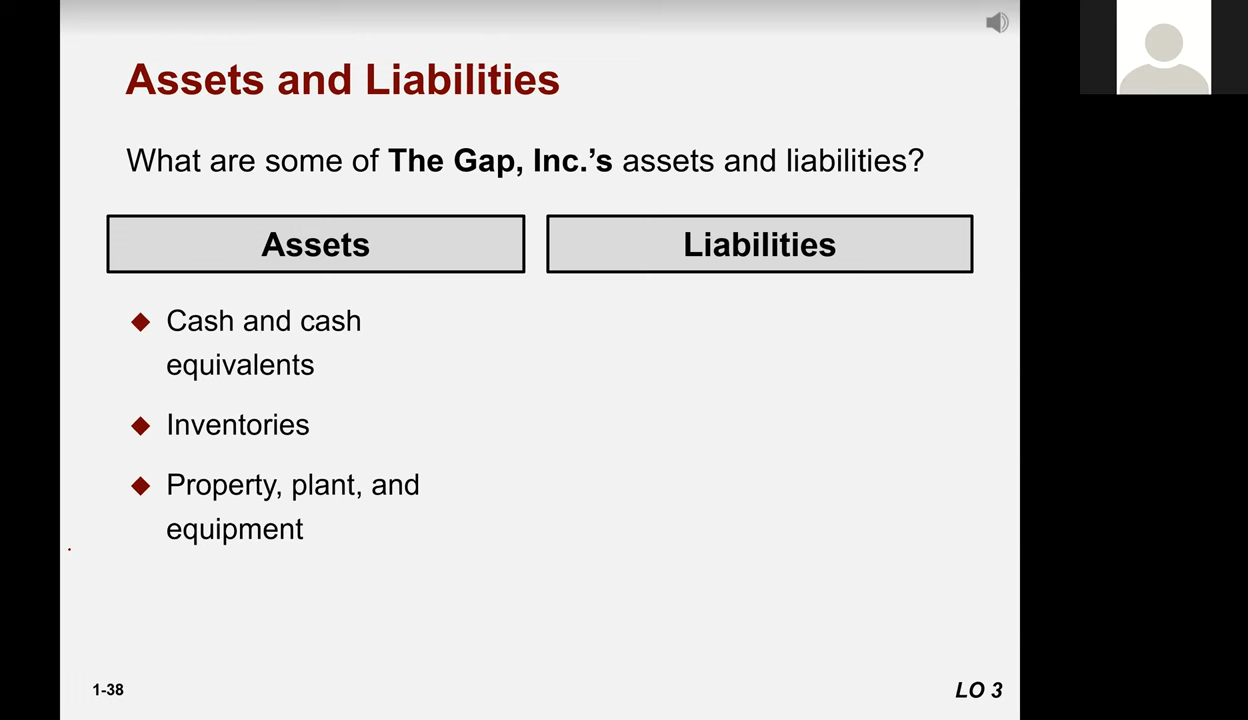 Assets and Liabilities
What are some of The Gap, Inc.’s assets and liabilities?
Assets
Liabilities
◆ Cash and cash
equivalents
◆ Inventories
◆ Property, plant, and
equipment
1-38
LO 3